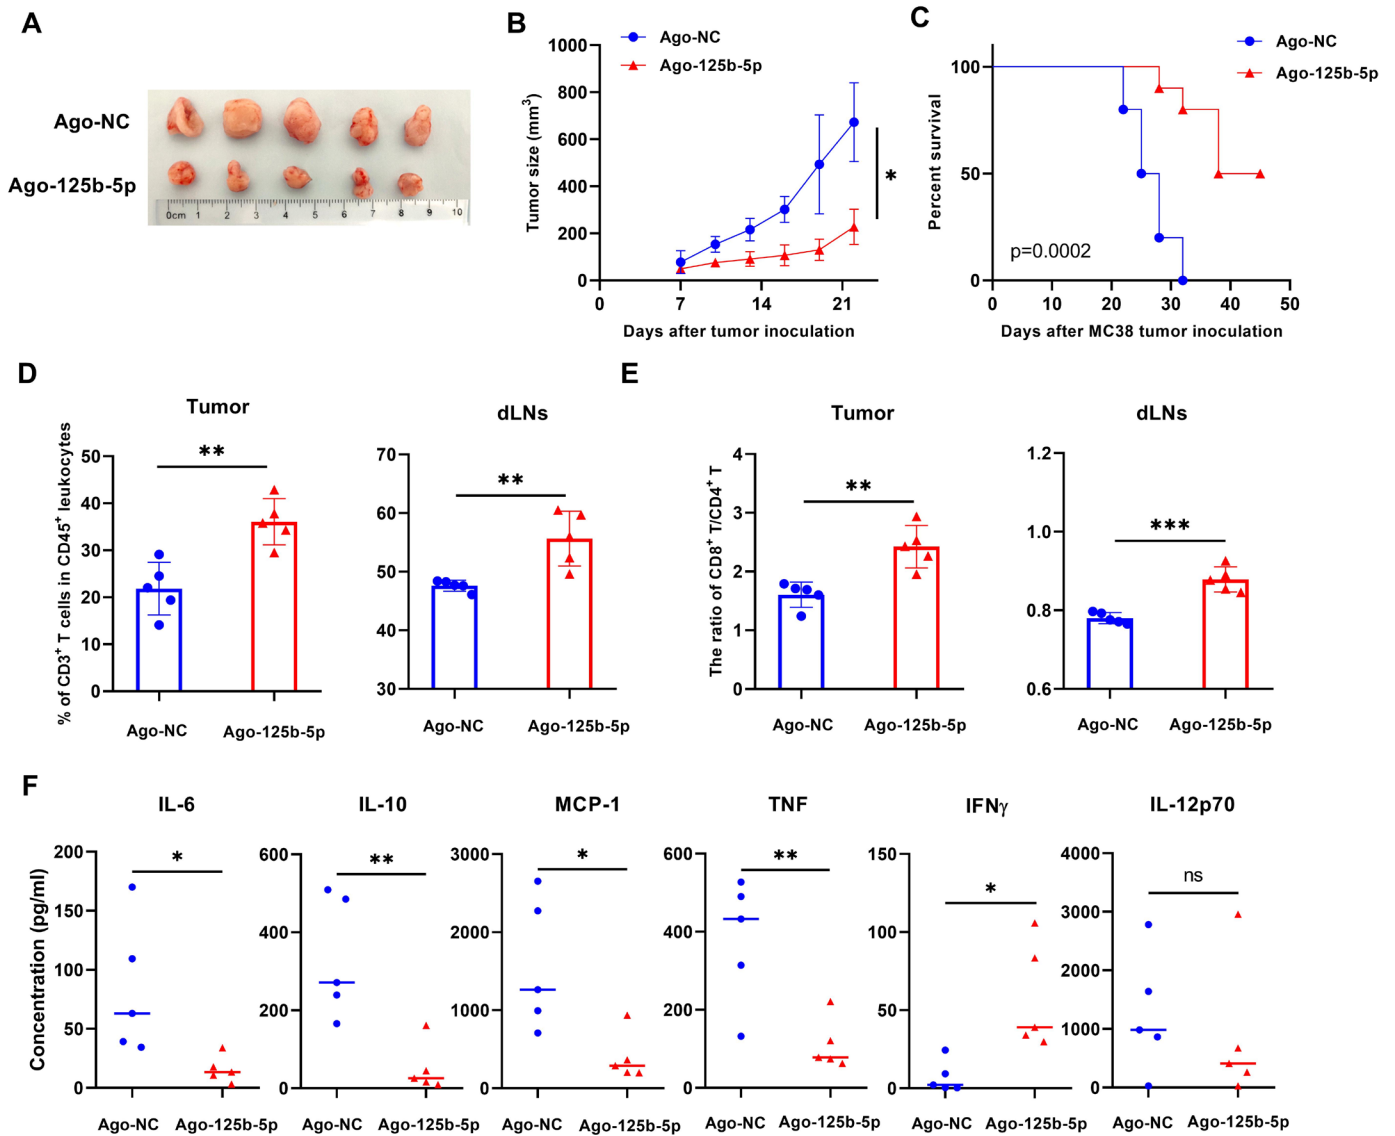 A
Ago-NC
Ago-125b-5p
0cm 1 2 3 4 5 6 7 8 9 10
B
Ago-NC
Ago-125b-5p
Tumor size (mm³)
1000
800
600
400
200
0
0 7 14 21
Days after tumor inoculation
*
C
Ago-NC
Ago-125b-5p
Percent survival
100
50
0
p=0.0002
0 10 20 30 40 50
Days after MC38 tumor inoculation
D
% of CD3⁺ T cells in CD45⁺ leukocytes
Tumor
**
50
40
30
20
10
0
Ago-NC Ago-125b-5p
dLNs
**
70
60
50
40
30
Ago-NC Ago-125b-5p
E
The ratio of CD8⁺ T/CD4⁺ T
Tumor
**
4
3
2
1
0
Ago-NC Ago-125b-5p
dLNs
***
1.2
1.0
0.8
0.6
Ago-NC Ago-125b-5p
F
Concentration (pg/ml)
IL-6
*
200
150
100
50
0
Ago-NC Ago-125b-5p
IL-10
**
600
400
200
0
Ago-NC Ago-125b-5p
MCP-1
*
3000
2000
1000
0
Ago-NC Ago-125b-5p
TNF
**
600
400
200
0
Ago-NC Ago-125b-5p
IFNγ
*
150
100
50
0
Ago-NC Ago-125b-5p
IL-12p70
ns
4000
3000
2000
1000
0
Ago-NC Ago-125b-5p